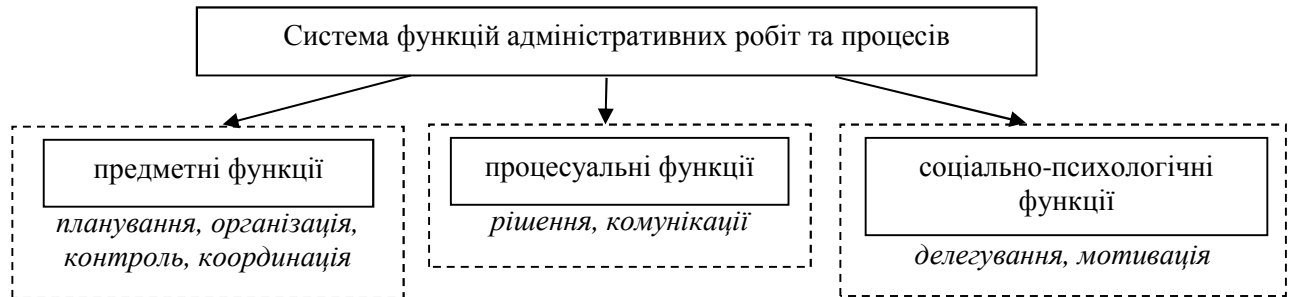 Система функцій адміністративних робіт та процесів
предметні функції
планування, організація,
контроль, координація
процесуальні функції
рішення, комунікації
соціально-психологічні
функції
делегування, мотивація